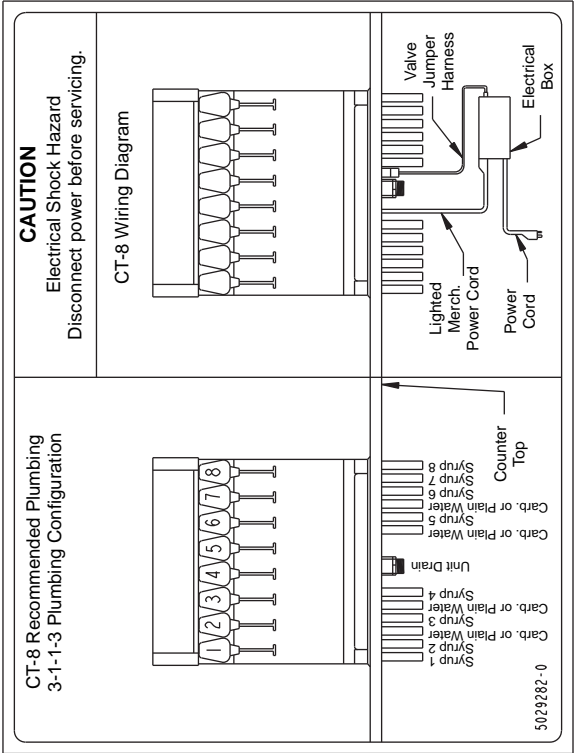 CAUTION
Electrical Shock Hazard
Disconnect power before servicing.
CT-8 Wiring Diagram
Valve
Jumper
Harness
Electrical
Box
Lighted
Merch.
Power Cord
Power
Cord
CT-8 Recommended Plumbing
3-1-1-3 Plumbing Configuration
1
2
3
4
5
6
7
8
Syrup 1
Syrup 2
Carb. or Plain Water
Syrup 3
Carb. or Plain Water
Syrup 4
Unit Drain
Carb. or Plain Water
Syrup 5
Carb. or Plain Water
Syrup 6
Syrup 7
Syrup 8
Counter
Top
5029282-0